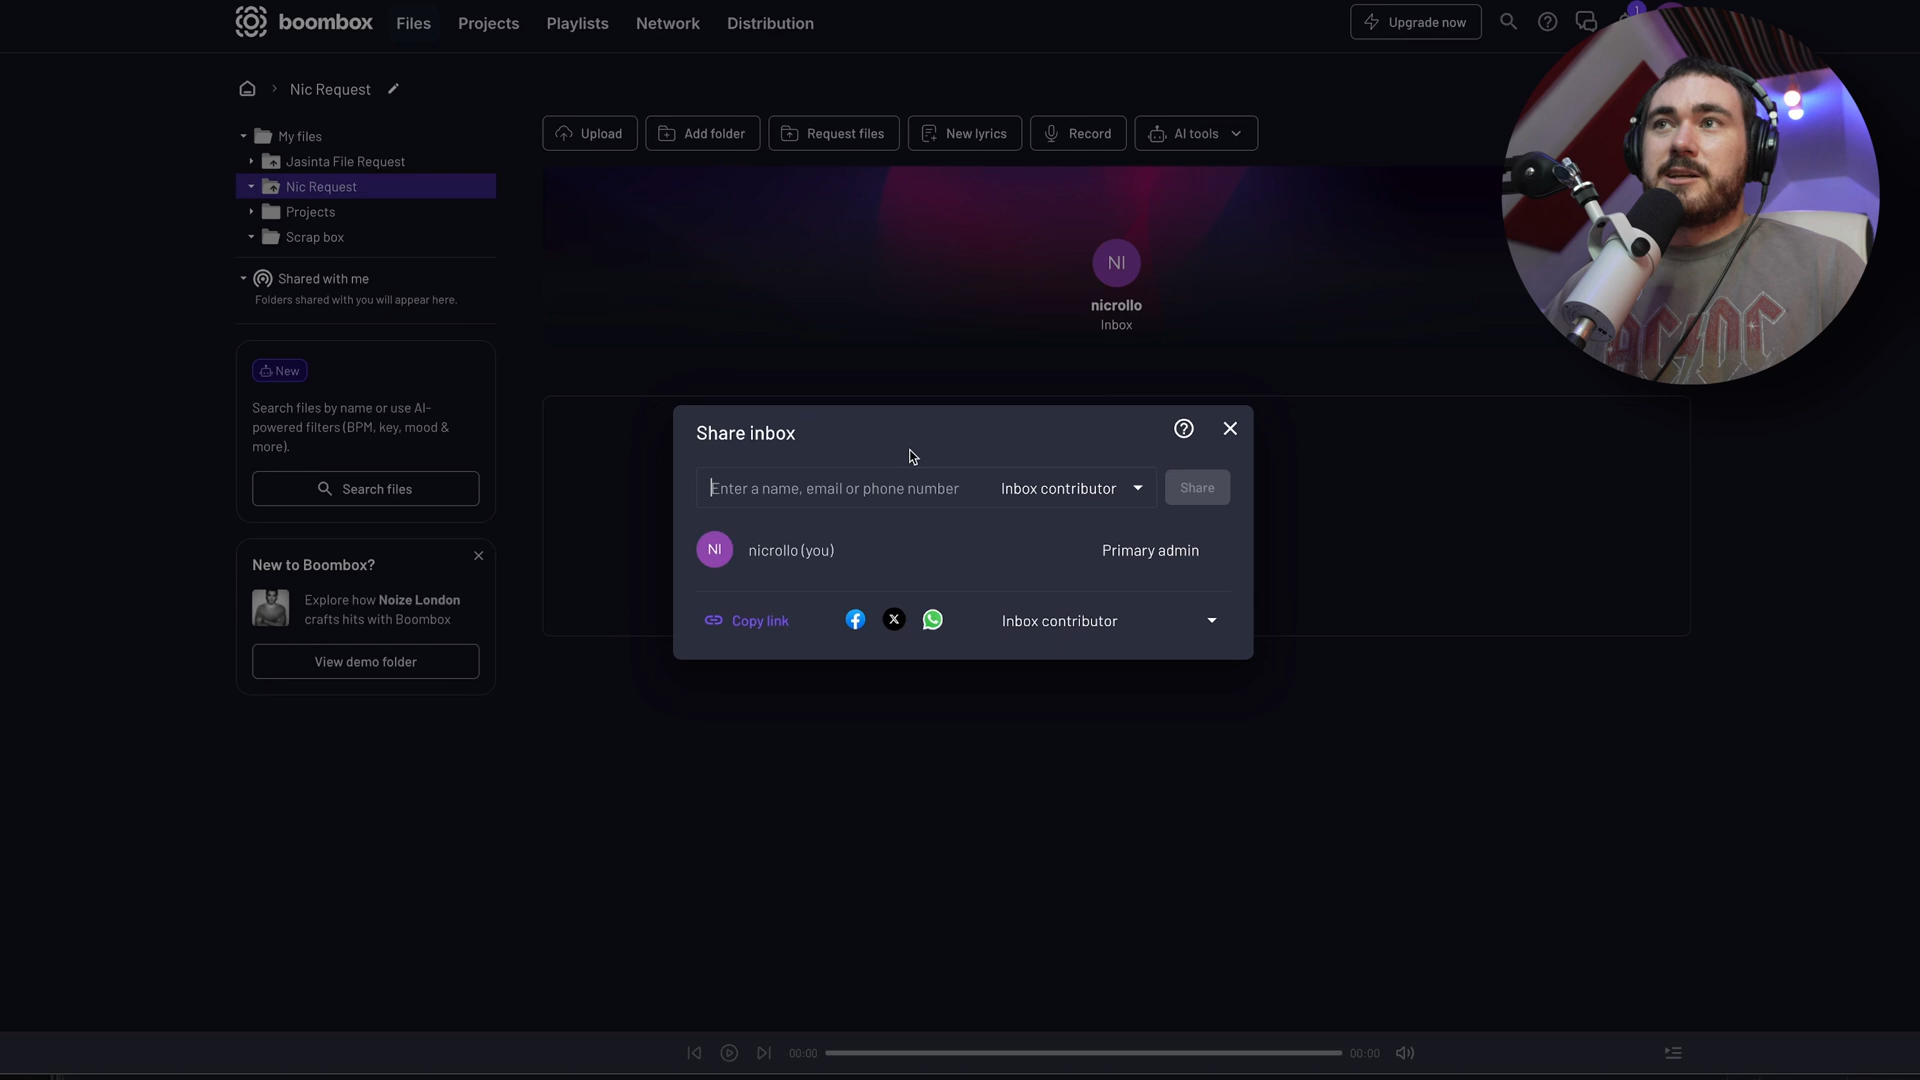 boombox
Files
Projects
Playlists
Network
Distribution
Upgrade now
1
Nic Request
My files
Jasinta File Request
Nic Request
Projects
Scrap box
Shared with me
Folders shared with you will appear here.
New
Search files by name or use AI-
powered filters (BPM, key, mood &
more).
Search files
New to Boombox?
Explore how Noize London
crafts hits with Boombox
View demo folder
Upload
Add folder
Request files
New lyrics
Record
AI tools
NI
nicrollo
Inbox
Share inbox
Enter a name, email or phone number
Inbox contributor
Share
NI
nicrollo (you)
Primary admin
Copy link
Inbox contributor
AC/DC
00:00
00:00